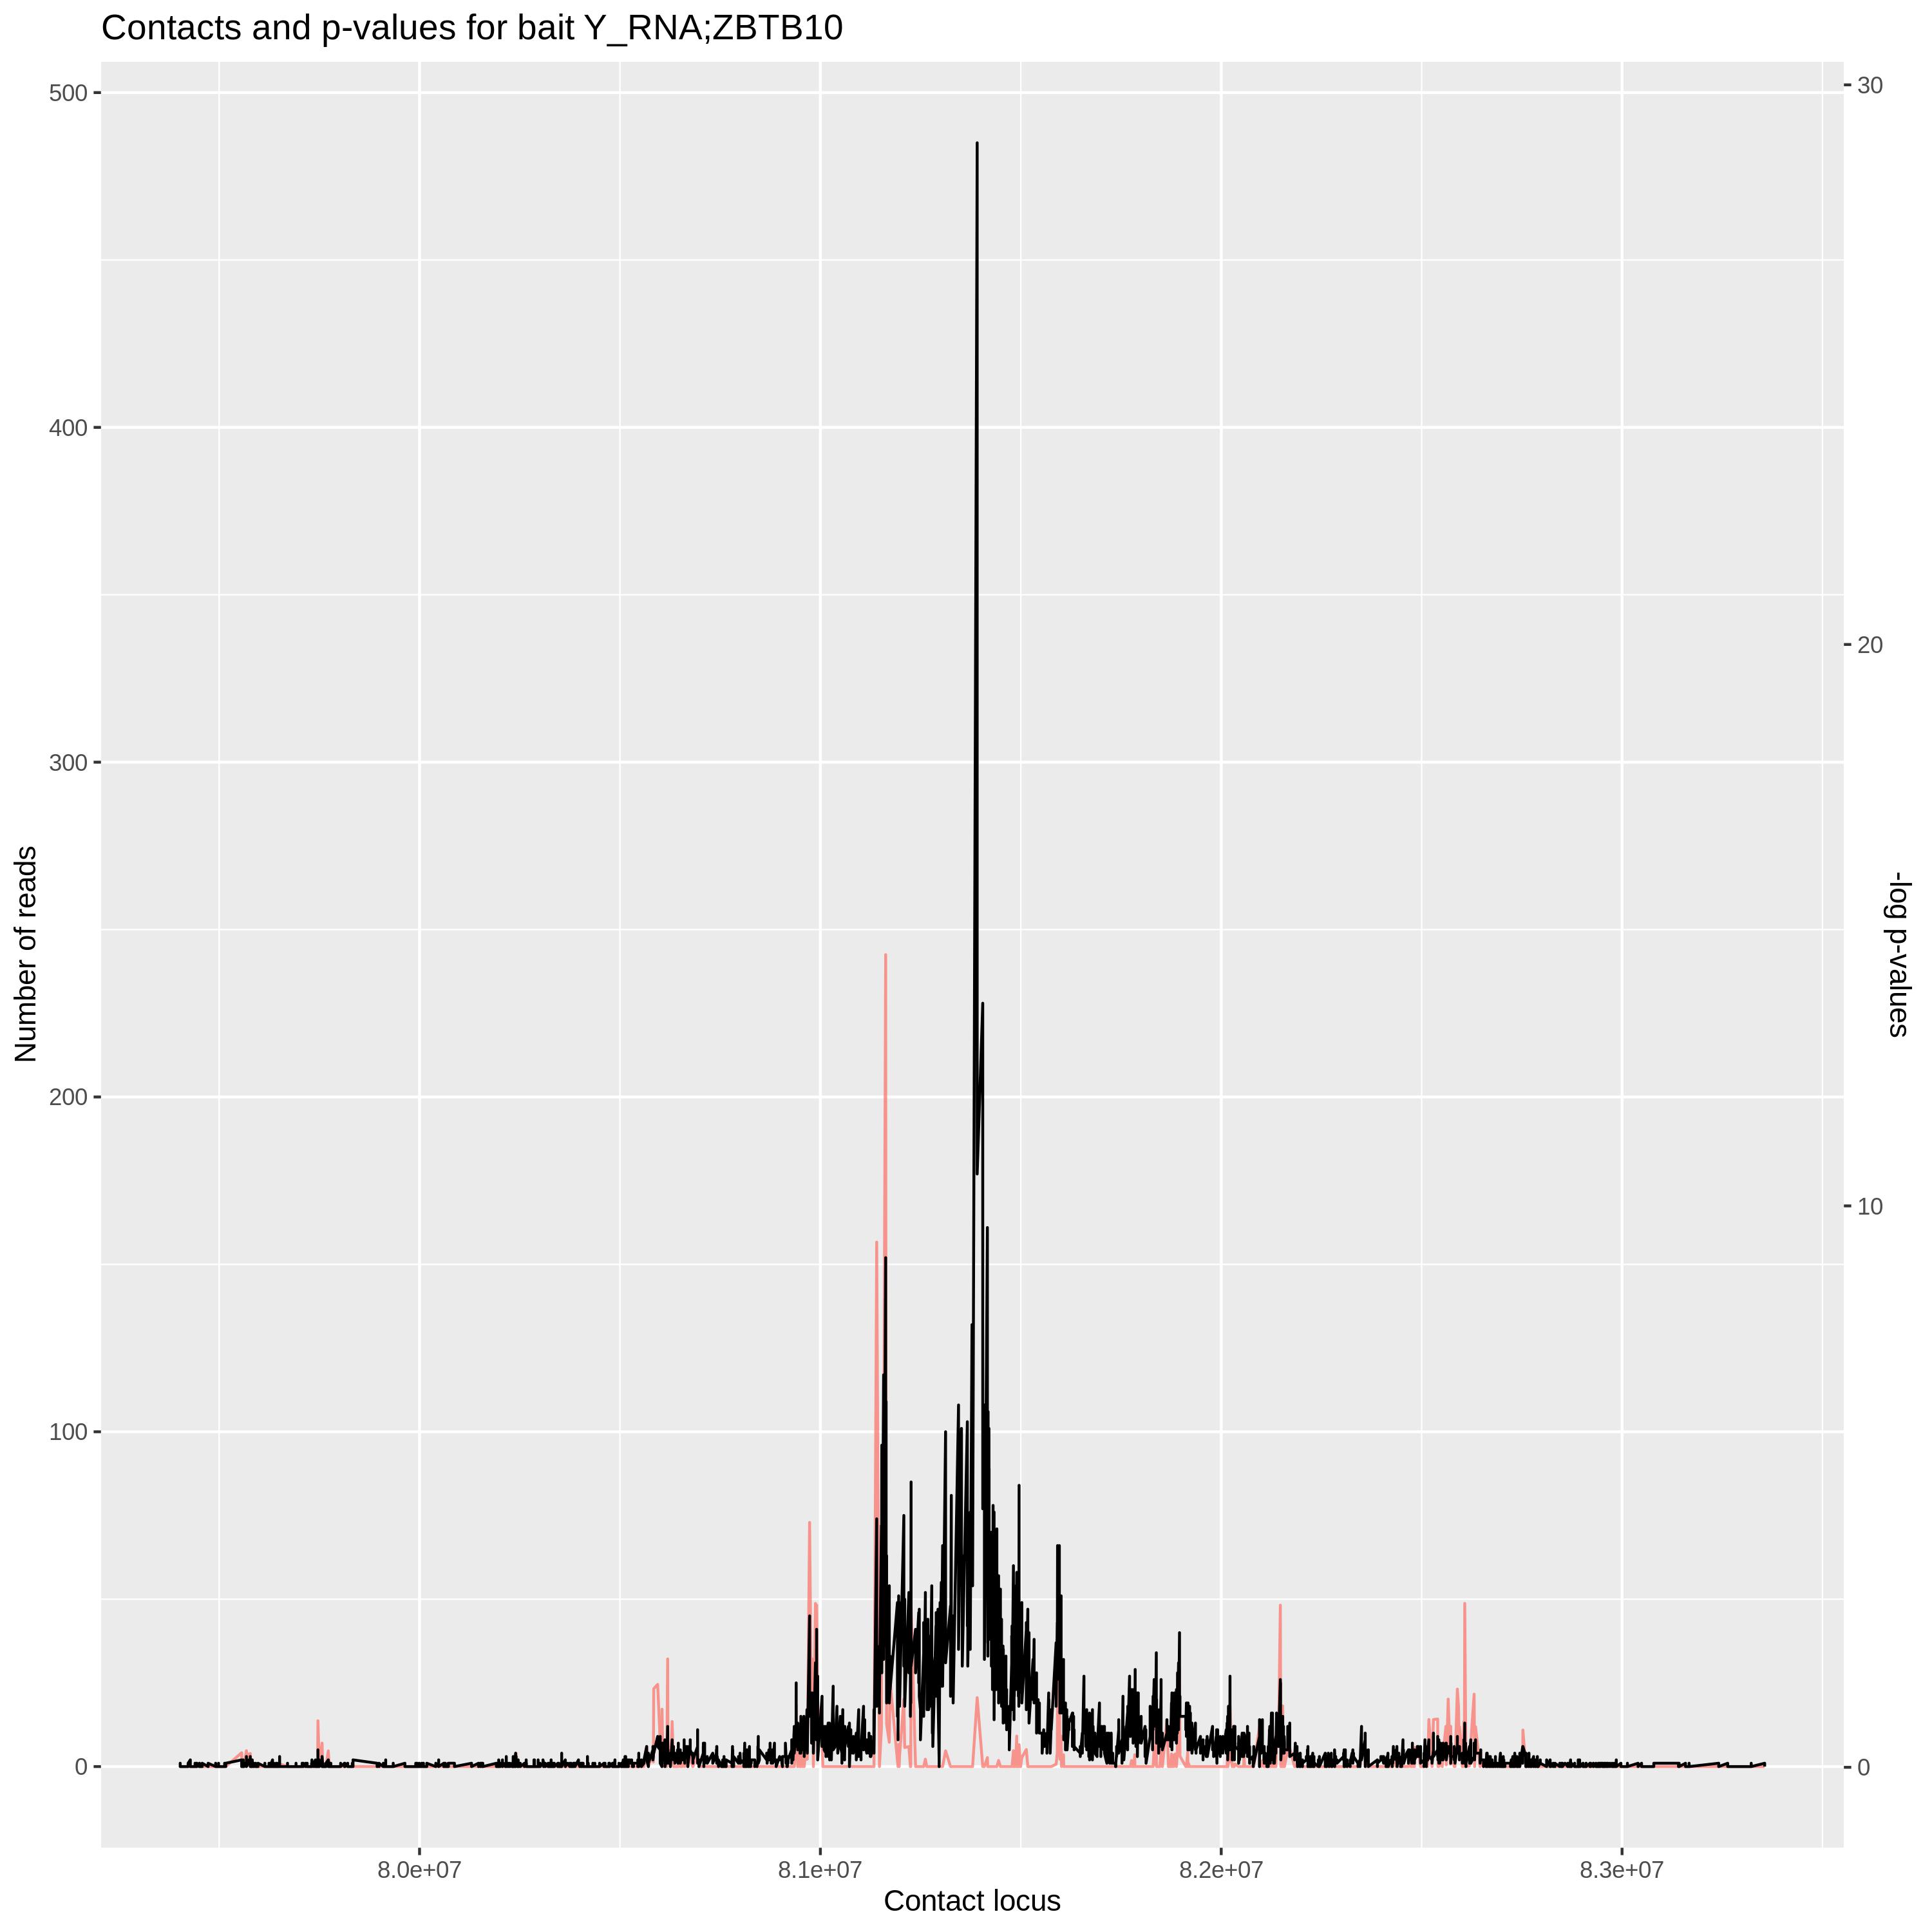 Contacts and p-values for bait Y_RNA;ZBTB10
500
400
300
200
100
0
30
20
10
0
Number of reads
-log p-values
8.0e+07 8.1e+07 8.2e+07 8.3e+07
Contact locus